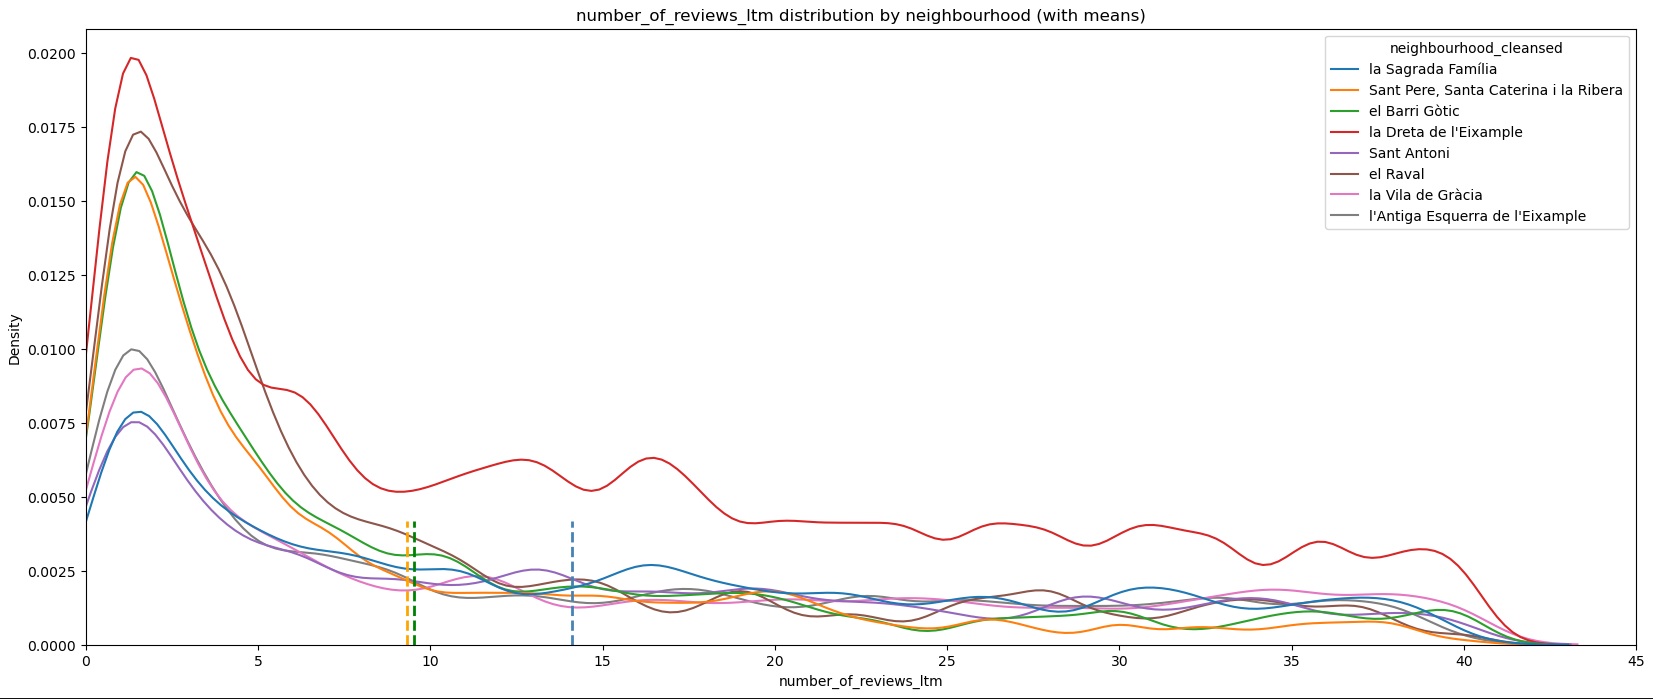 number_of_reviews_ltm distribution by neighbourhood (with means)
neighbourhood_cleansed
la Sagrada Família
Sant Pere, Santa Caterina i la Ribera
el Barri Gòtic
la Dreta de l'Eixample
Sant Antoni
el Raval
la Vila de Gràcia
l'Antiga Esquerra de l'Eixample
Density
0.0200
0.0175
0.0150
0.0125
0.0100
0.0075
0.0050
0.0025
0.0000
0 5 10 15 20 25 30 35 40 45
number_of_reviews_ltm